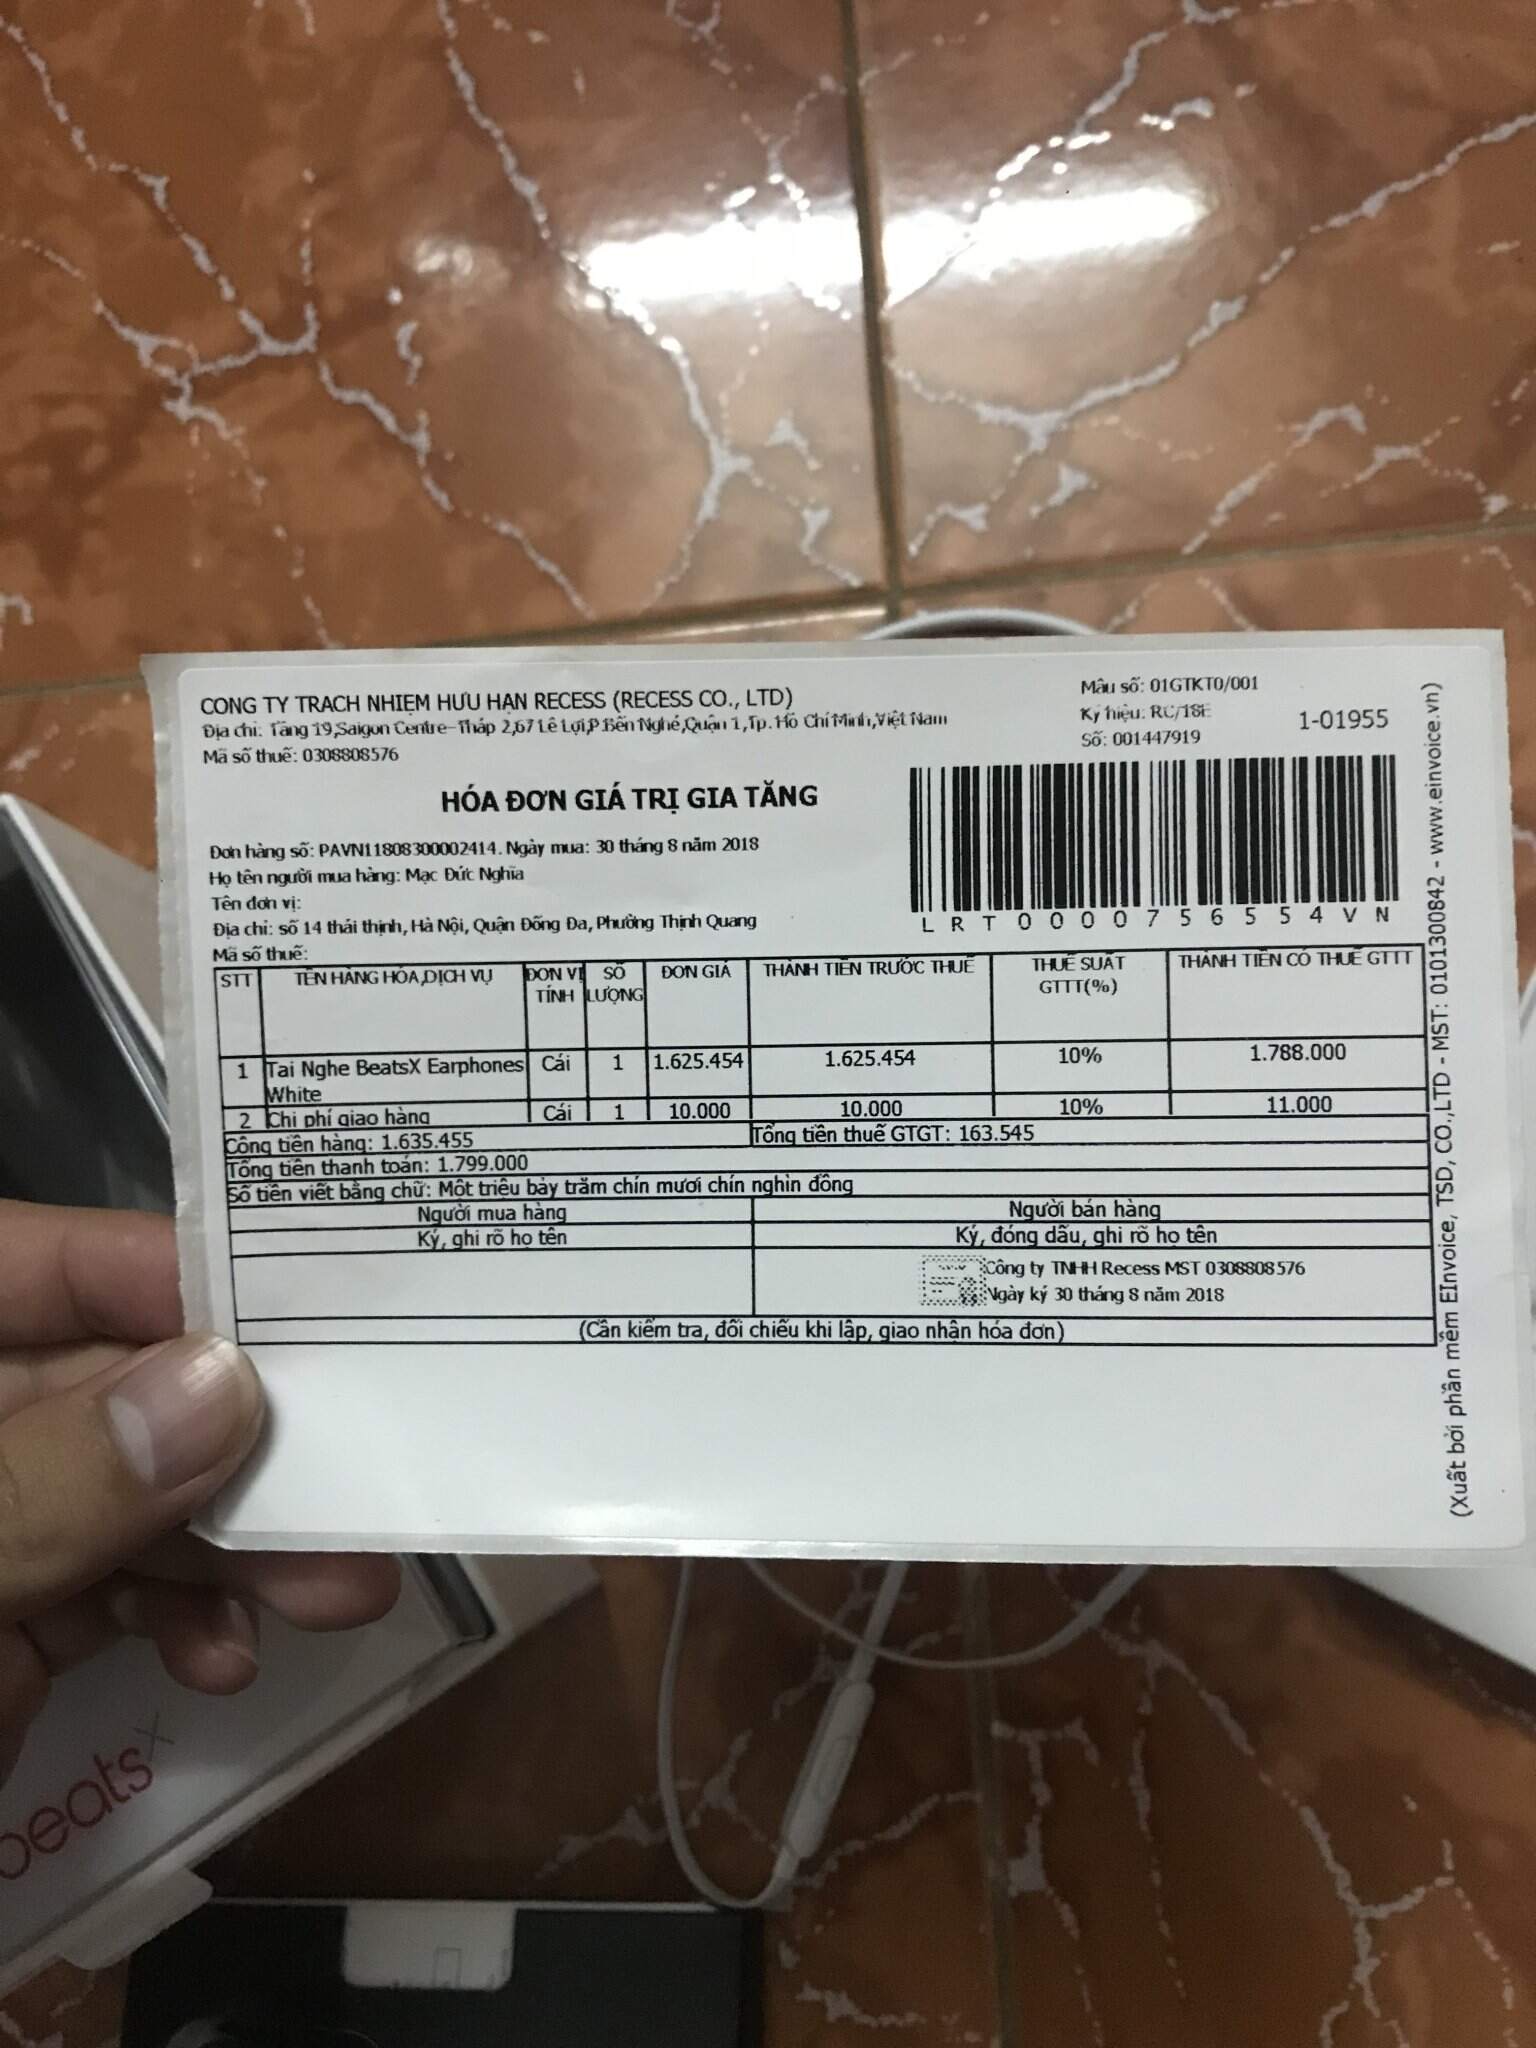 CÔNG TY TRÁCH NHIỆM HỮU HẠN RECESS (RECESS CO., LTD)
Địa chỉ: Tầng 19,Saigon Centre-Tháp 2,67 Lê Lợi,P.Bến Nghé,Quận 1,Tp. Hồ Chí Minh,Việt Nam
Mã số thuế: 0308808576
Mẫu số: 01GTKT0/001
Ký hiệu: RC/18E
Số: 001447919
1-01955
HÓA ĐƠN GIÁ TRỊ GIA TĂNG
Đơn hàng số: PAVN11808300002414. Ngày mua: 30 tháng 8 năm 2018
Họ tên người mua hàng: Mạc Đức Nghĩa
Tên đơn vị:
Địa chỉ: số 14 thái thịnh, Hà Nội, Quận Đống Đa, Phường Thịnh Quang
Mã số thuế:
LRT0000756554VN
STT TÊN HÀNG HÓA,DỊCH VỤ ĐƠN VỊ TÍNH SỐ LƯỢNG ĐƠN GIÁ THÀNH TIỀN TRƯỚC THUẾ THUẾ SUẤT GTTT(%) THÀNH TIỀN CÓ THUẾ GTTT
1 Tai Nghe BeatsX Earphones White Cái 1 1.625.454 1.625.454 10% 1.788.000
2 Chi phí giao hàng Cái 1 10.000 10.000 10% 11.000
Cộng tiền hàng: 1.635.455 Tổng tiền thuế GTGT: 163.545
Tổng tiền thanh toán: 1.799.000
Số tiền viết bằng chữ: Một triệu bảy trăm chín mươi chín nghìn đồng
Người mua hàng Người bán hàng
Ký, ghi rõ họ tên Ký, đóng dấu, ghi rõ họ tên
Công ty TNHH Recess MST 0308808576
Ngày ký 30 tháng 8 năm 2018
(Cần kiểm tra, đối chiếu khi lập, giao nhận hóa đơn)
(Xuất bởi phần mềm EInvoice, TSD, CO.,LTD - MST: 0101300842 - www.einvoice.vn)
beatsx